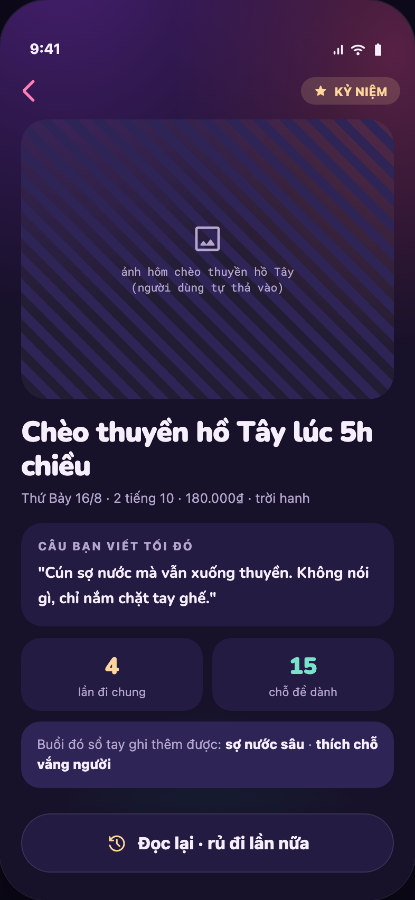 9:41
KỶ NIỆM
ảnh hôm chèo thuyền hồ Tây
(người dùng tự thả vào)
Chèo thuyền hồ Tây lúc 5h
chiều
Thứ Bảy 16/8 · 2 tiếng 10 · 180.000₫ · trời hanh
CÂU BẠN VIẾT TỐI ĐÓ
"Cún sợ nước mà vẫn xuống thuyền. Không nói
gì, chỉ nắm chặt tay ghế."
4
lần đi chung
15
chỗ để dành
Buổi đó sổ tay ghi thêm được: sợ nước sâu · thích chỗ
vắng người
Đọc lại · rủ đi lần nữa